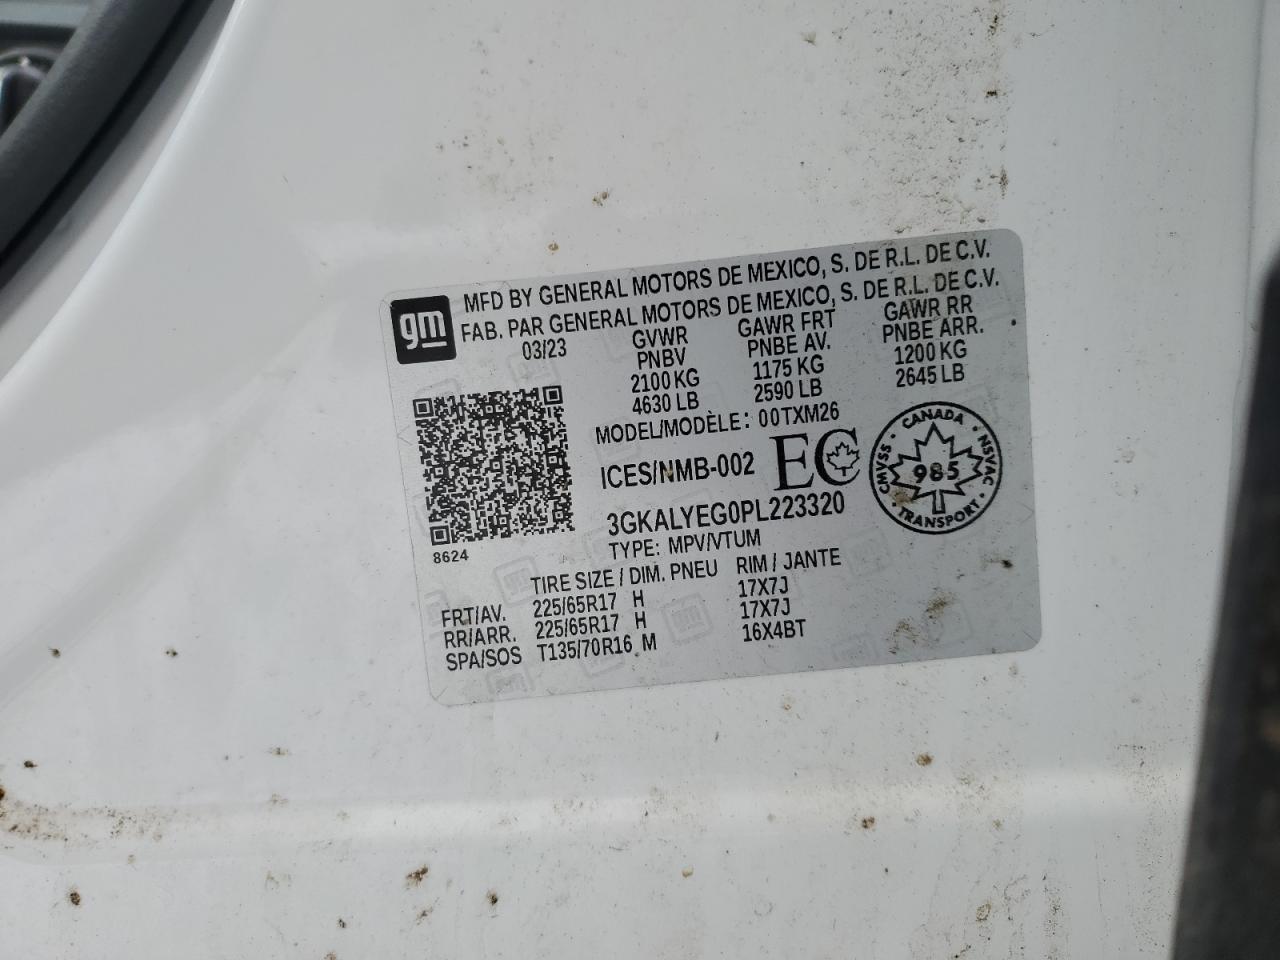 gm
MFD BY GENERAL MOTORS DE MEXICO, S. DE R.L. DE C.V.
FAB. PAR GENERAL MOTORS DE MEXICO, S. DE R.L. DE C.V.
03/23 GVWR GAWR FRT GAWR RR
PNBV PNBE AV. PNBE ARR.
2100 KG 1175 KG 1200 KG
4630 LB 2590 LB 2645 LB
MODEL/MODÈLE: 00TXM26
ICES/NMB-002 EC
CANADA
CMVSS 985 NSVAC
TRANSPORT
3GKALYEG0PL223320
8624 TYPE: MPV/VTUM
TIRE SIZE / DIM. PNEU RIM / JANTE
FRT/AV. 225/65R17 H 17X7J
RR/ARR. 225/65R17 H 17X7J
SPA/SOS T135/70R16 M 16X4BT